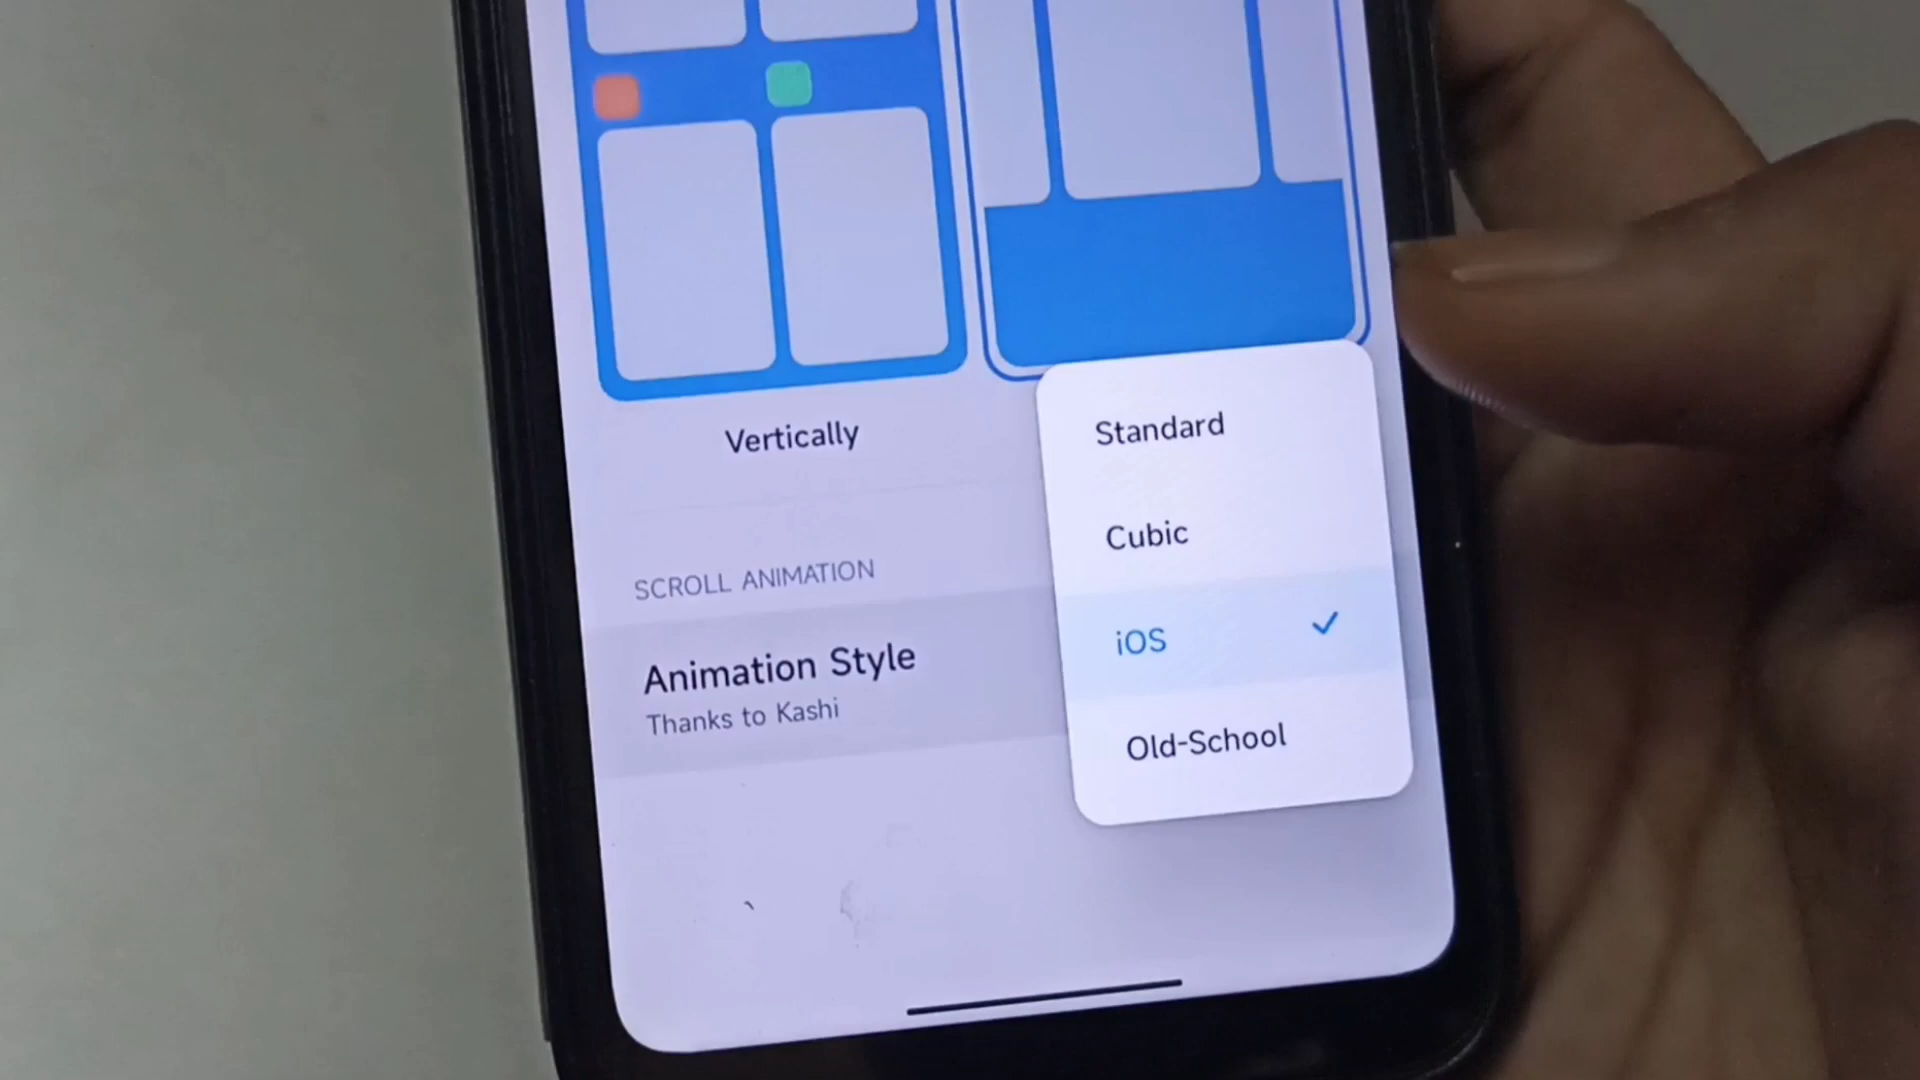 Vertically
SCROLL ANIMATION
Animation Style
Thanks to Kashi
Standard
Cubic
iOS
Old-School